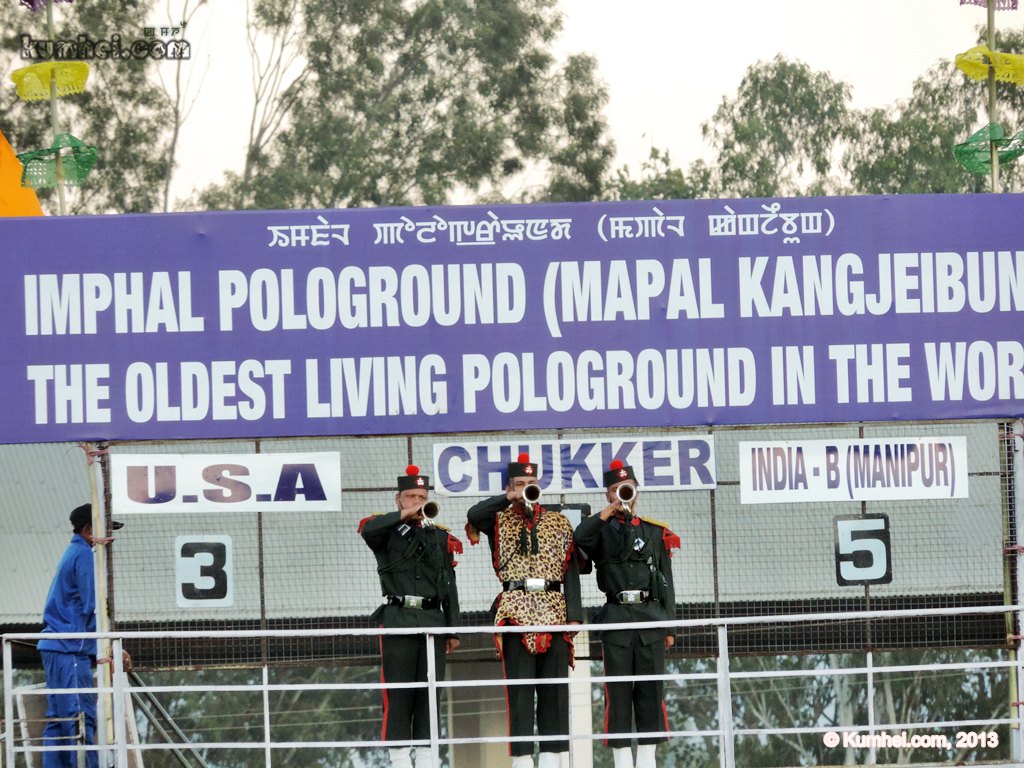 kumhei.com
IMPHAL POLOGROUND (MAPAL KANGJEIBUN
THE OLDEST LIVING POLOGROUND IN THE WOR
U.S.A
CHUKKER
INDIA - B (MANIPUR)
3
5
© Kumhei.com, 2013